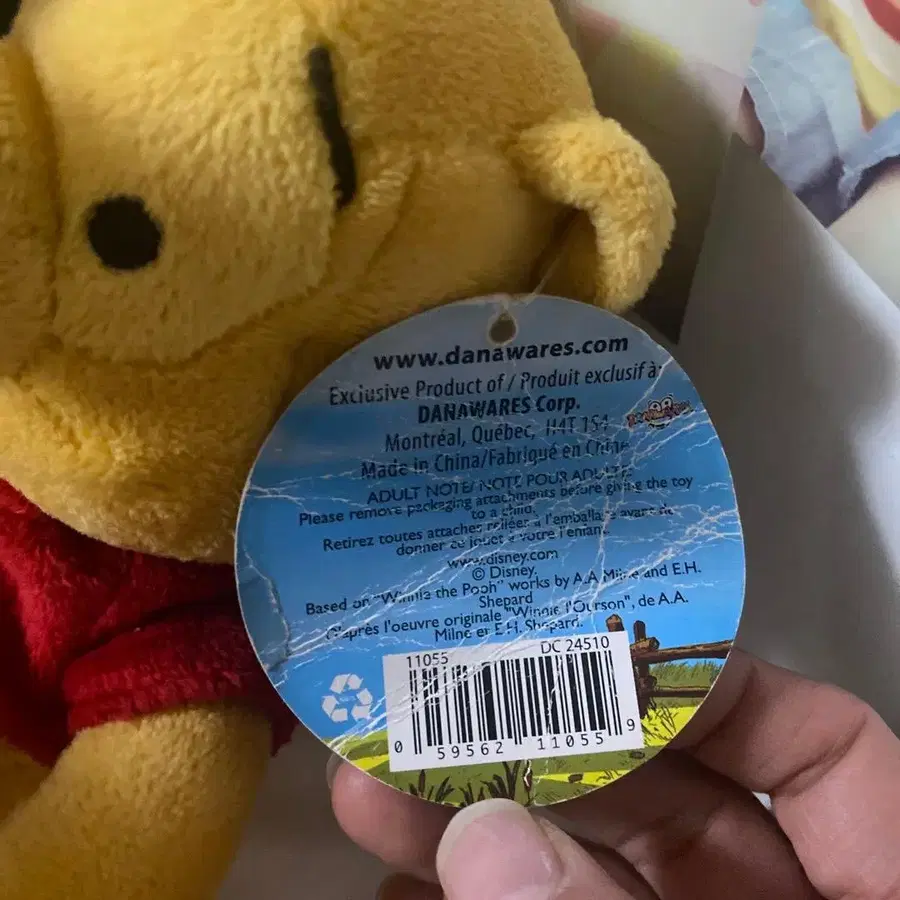 www.danawares.com
Exclusive Product of / Produit exclusif à:
DANAWARES Corp.
Montréal, Québec, H4T 1S4
Made in China/Fabriqué en Chine
ADULT NOTE/ NOTE POUR ADULTE
Please remove packaging attachments before giving the toy
to a child.
Retirez toutes attaches reliées à l'emballage avant de
donner ce jouet à votre l'enfant.
www.disney.com
© Disney.
Based on "Winnie the Pooh" works by A.A Milne and E.H.
Shepard
D'après l'oeuvre originale "Winnie l'Ourson", de A.A.
Milne et E.H. Shepard.
11055 DC 24510
0 59562 11055 9